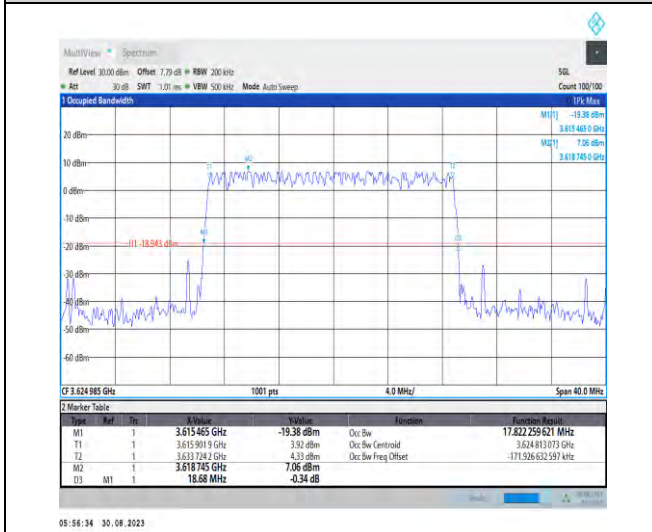 MultiView Spectrum
Ref Level 30.00 dBm Offset 7.79 dB RBW 200 kHz SGL
Att 30 dB SWT 1.01 ms VBW 500 kHz Mode Auto Sweep Count 100/100
1 Occupied Bandwidth 1Pk Max
M1[1] -19.38 dBm
3.615 465 0 GHz
M2[1] 7.06 dBm
3.618 745 0 GHz
20 dBm
10 dBm
0 dBm
-10 dBm
-20 dBm
-30 dBm
-40 dBm
-50 dBm
-60 dBm
T1 M2 T2
M1 D3
H1 -18.943 dBm
CF 3.624 985 GHz 1001 pts 4.0 MHz/ Span 40.0 MHz
2 Marker Table
Type Ref Trc X-Value Y-Value Function Function Result
M1 1 3.615 465 GHz -19.38 dBm Occ Bw 17.822 259 621 MHz
T1 1 3.615 901 9 GHz 3.92 dBm Occ Bw Centroid 3.624 813 073 GHz
T2 1 3.633 724 2 GHz 4.33 dBm Occ Bw Freq Offset -171.926 632 597 kHz
M2 1 3.618 745 GHz 7.06 dBm
D3 M1 1 18.68 MHz -0.34 dB
05:56:34 30.08.2023